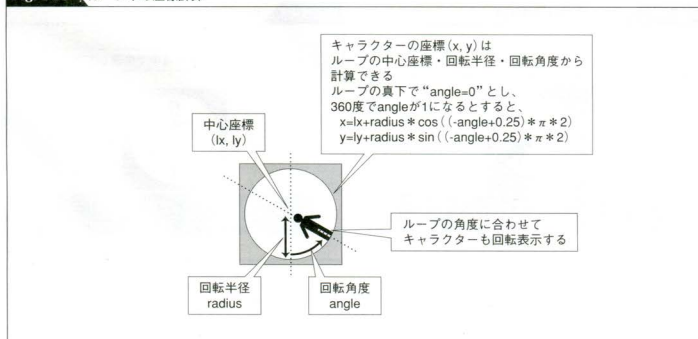 キャラクターの座標(x, y)は
ループの中心座標・回転半径・回転角度から
計算できる
ループの真下で“angle=0”とし、
360度でangleが1になるとすると、
x=lx+radius＊cos((-angle+0.25)＊π＊2)
y=ly+radius＊sin((-angle+0.25)＊π＊2)
中心座標
(lx, ly)
ループの角度に合わせて
キャラクターも回転表示する
回転半径
radius
回転角度
angle